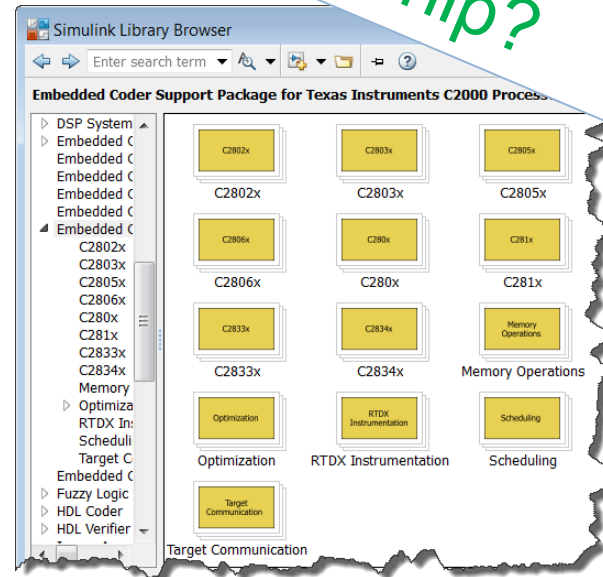 hip?
Simulink Library Browser
Enter search term
Embedded Coder Support Package for Texas Instruments C2000 Process
DSP System
Embedded C
Embedded C
Embedded C
Embedded C
Embedded C
Embedded C
C2802x
C2803x
C2805x
C2806x
C280x
C281x
C2833x
C2834x
Memory
Optimiza
RTDX In
Scheduli
Target C
Embedded C
Fuzzy Logic
HDL Coder
HDL Verifier
C2802x
C2803x
C2805x
C2802x
C2803x
C2805x
C2806x
C280x
C281x
C2806x
C280x
C281x
C2833x
C2834x
Memory
Operations
C2833x
C2834x
Memory Operations
Optimization
RTDX
Instrumentation
Scheduling
Optimization
RTDX Instrumentation
Scheduling
Target
Communication
Target Communication